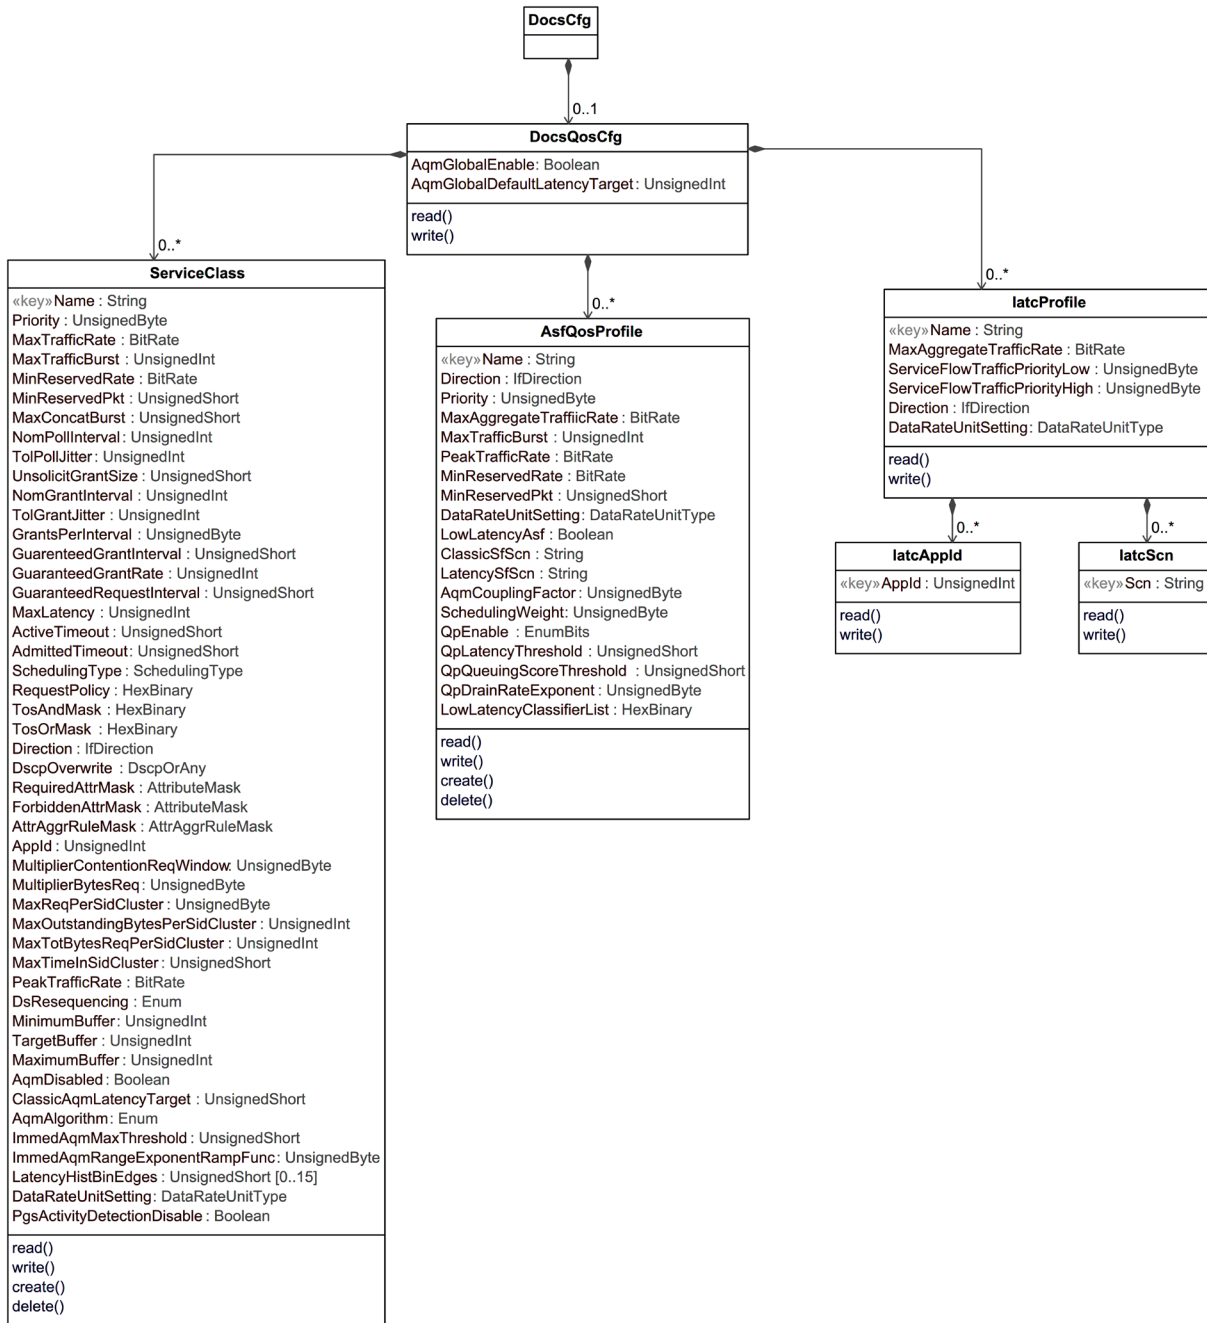 DocsCfg
0..1
DocsQosCfg
AqmGlobalEnable: Boolean
AqmGlobalDefaultLatencyTarget : UnsignedInt
read()
write()
0..*
ServiceClass
«key»Name : String
Priority : UnsignedByte
MaxTrafficRate : BitRate
MaxTrafficBurst : UnsignedInt
MinReservedRate : BitRate
MinReservedPkt : UnsignedShort
MaxConcatBurst : UnsignedShort
NomPollInterval : UnsignedInt
TolPollJitter : UnsignedInt
UnsolicitGrantSize : UnsignedShort
NomGrantInterval : UnsignedInt
TolGrantJitter : UnsignedInt
GrantsPerInterval : UnsignedByte
GuarenteedGrantInterval : UnsignedShort
GuaranteedGrantRate : UnsignedInt
GuaranteedRequestInterval : UnsignedShort
MaxLatency : UnsignedInt
ActiveTimeout : UnsignedShort
AdmittedTimeout : UnsignedShort
SchedulingType : SchedulingType
RequestPolicy : HexBinary
TosAndMask : HexBinary
TosOrMask : HexBinary
Direction : IfDirection
DscpOverwrite : DscpOrAny
RequiredAttrMask : AttributeMask
ForbiddenAttrMask : AttributeMask
AttrAggrRuleMask : AttrAggrRuleMask
AppId : UnsignedInt
MultiplierContentionReqWindow: UnsignedByte
MultiplierBytesReq : UnsignedByte
MaxReqPerSidCluster : UnsignedByte
MaxOutstandingBytesPerSidCluster : UnsignedInt
MaxTotBytesReqPerSidCluster : UnsignedInt
MaxTimeInSidCluster : UnsignedShort
PeakTrafficRate : BitRate
DsResequencing : Enum
MinimumBuffer : UnsignedInt
TargetBuffer : UnsignedInt
MaximumBuffer : UnsignedInt
AqmDisabled : Boolean
ClassicAqmLatencyTarget : UnsignedShort
AqmAlgorithm : Enum
ImmedAqmMaxThreshold : UnsignedShort
ImmedAqmRangeExponentRampFunc: UnsignedByte
LatencyHistBinEdges : UnsignedShort [0..15]
DataRateUnitSetting : DataRateUnitType
PgsActivityDetectionDisable : Boolean
read()
write()
create()
delete()
0..*
AsfQosProfile
«key»Name : String
Direction : IfDirection
Priority : UnsignedByte
MaxAggregateTraffiicRate : BitRate
MaxTrafficBurst : UnsignedInt
PeakTrafficRate : BitRate
MinReservedRate : BitRate
MinReservedPkt : UnsignedShort
DataRateUnitSetting : DataRateUnitType
LowLatencyAsf : Boolean
ClassicSfScn : String
LatencySfScn : String
AqmCouplingFactor : UnsignedByte
SchedulingWeight: UnsignedByte
QpEnable : EnumBits
QpLatencyThreshold : UnsignedShort
QpQueuingScoreThreshold : UnsignedShort
QpDrainRateExponent : UnsignedByte
LowLatencyClassifierList : HexBinary
read()
write()
create()
delete()
0..*
IatcProfile
«key»Name : String
MaxAggregateTrafficRate : BitRate
ServiceFlowTrafficPriorityLow : UnsignedByte
ServiceFlowTrafficPriorityHigh : UnsignedByte
Direction : IfDirection
DataRateUnitSetting: DataRateUnitType
read()
write()
0..*
IatcAppId
«key»AppId : UnsignedInt
read()
write()
0..*
IatcScn
«key»Scn : String
read()
write()